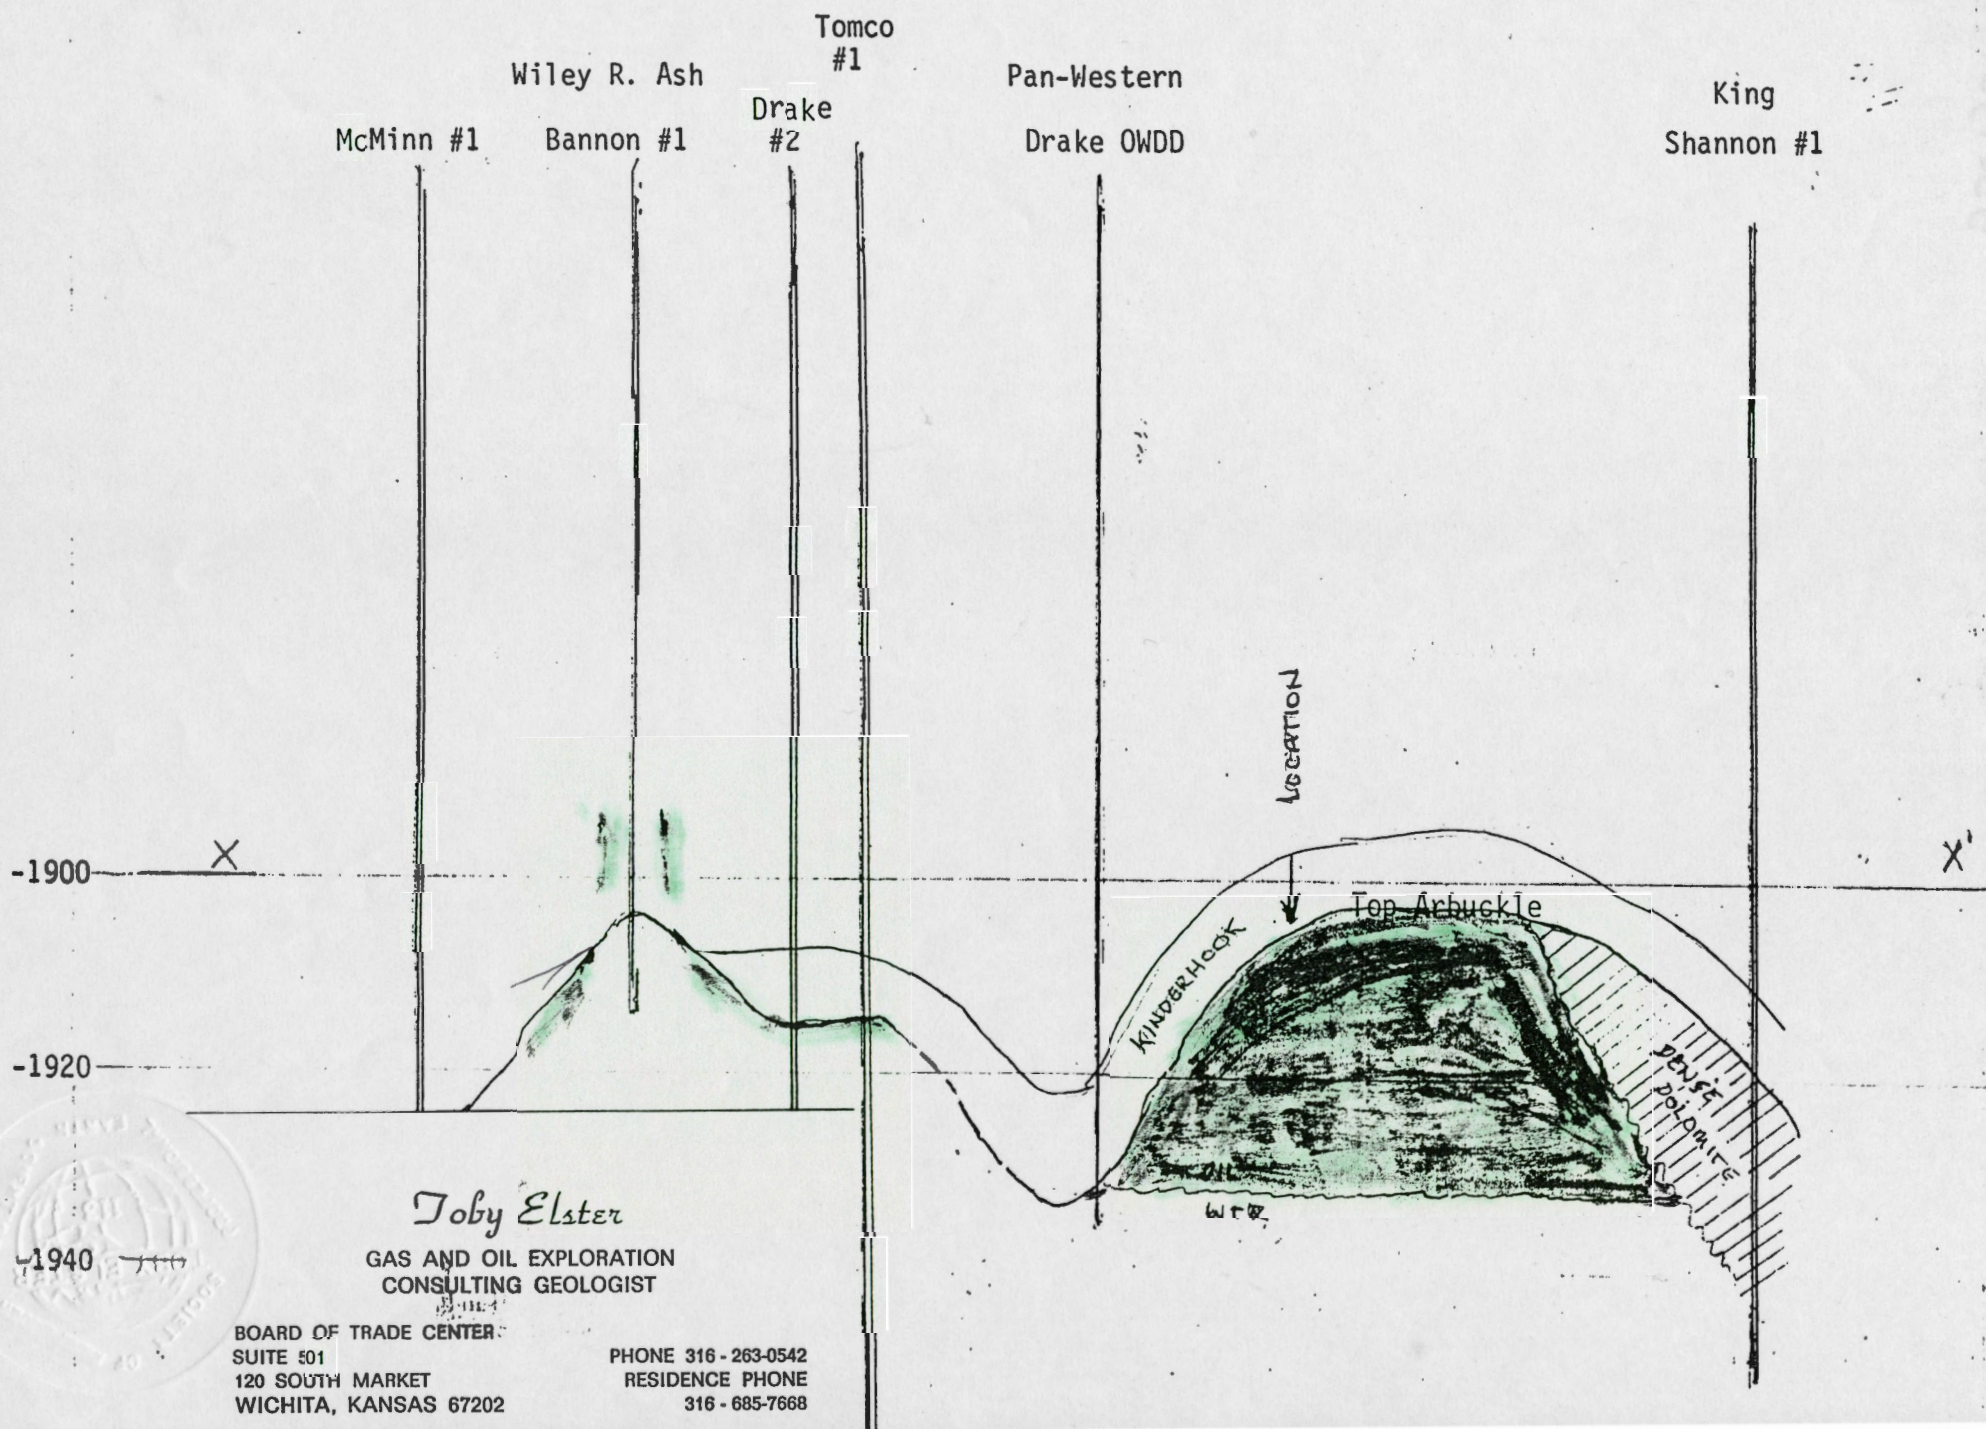 Tomco
#1
Wiley R. Ash
Pan-Western
King
Drake
#2
McMinn #1
Bannon #1
Drake OWDD
Shannon #1
LOCATION
X
X'
-1900
Top Arbuckle
KINDERHOOK
-1920
DENSE
DOLOMITE
OIL
WTR
-1940
Toby Elster
GAS AND OIL EXPLORATION
CONSULTING GEOLOGIST
BOARD OF TRADE CENTER
SUITE 501
120 SOUTH MARKET
WICHITA, KANSAS 67202
PHONE 316-263-0542
RESIDENCE PHONE
316-685-7668